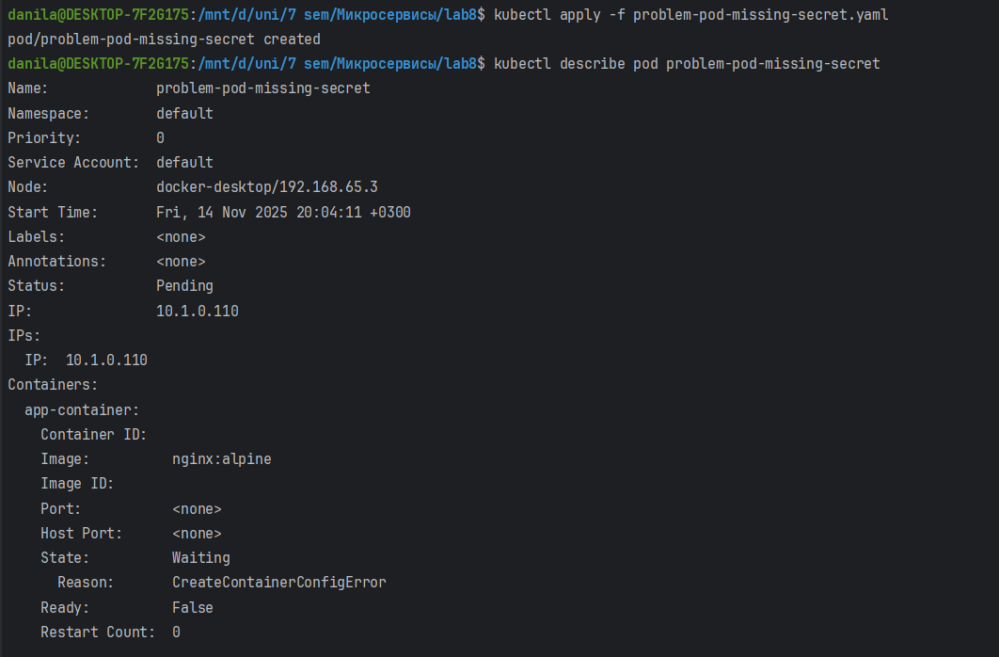 danila@DESKTOP-7F2G175:/mnt/d/uni/7 sem/Микросервисы/lab8$ kubectl apply -f problem-pod-missing-secret.yaml
pod/problem-pod-missing-secret created
danila@DESKTOP-7F2G175:/mnt/d/uni/7 sem/Микросервисы/lab8$ kubectl describe pod problem-pod-missing-secret
Name:             problem-pod-missing-secret
Namespace:        default
Priority:         0
Service Account:  default
Node:             docker-desktop/192.168.65.3
Start Time:       Fri, 14 Nov 2025 20:04:11 +0300
Labels:           <none>
Annotations:      <none>
Status:           Pending
IP:               10.1.0.110
IPs:
  IP:  10.1.0.110
Containers:
  app-container:
    Container ID:
    Image:          nginx:alpine
    Image ID:
    Port:           <none>
    Host Port:      <none>
    State:          Waiting
      Reason:       CreateContainerConfigError
    Ready:          False
    Restart Count:  0